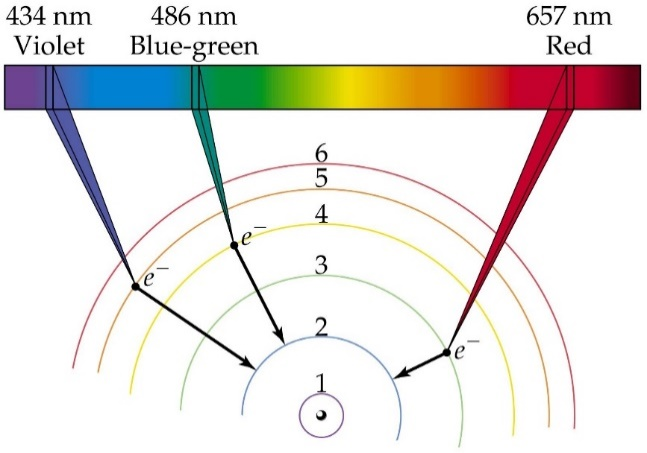 434 nm
Violet
486 nm
Blue-green
657 nm
Red
6
5
4
3
2
1
e⁻
e⁻
e⁻